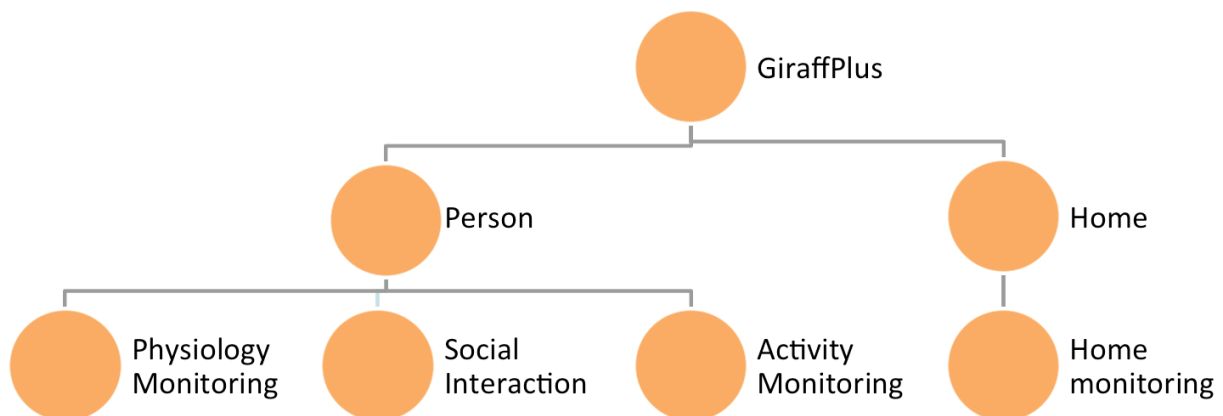 GiraffPlus
Person
Home
Physiology
Monitoring
Social
Interaction
Activity
Monitoring
Home
monitoring